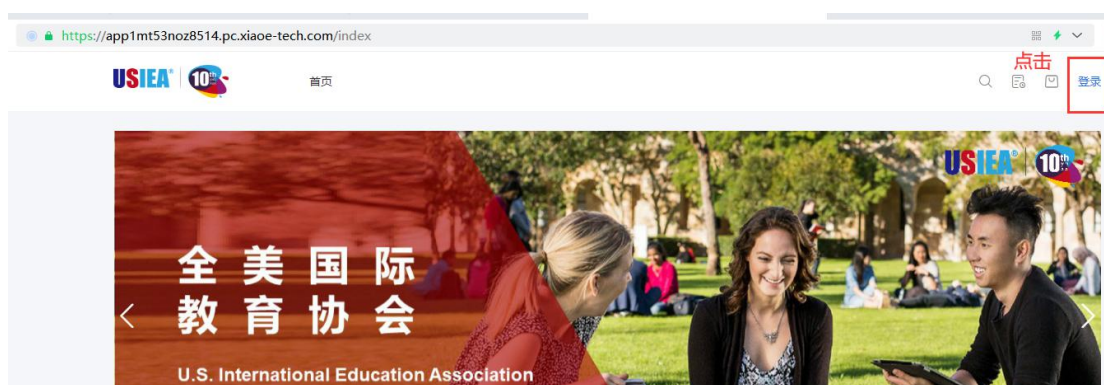 https://app1mt53noz8514.pc.xiaoe-tech.com/index
点击
USIEA® 10th 首页 登录
USIEA® 10th
全美国际
教育协会
U.S. International Education Association